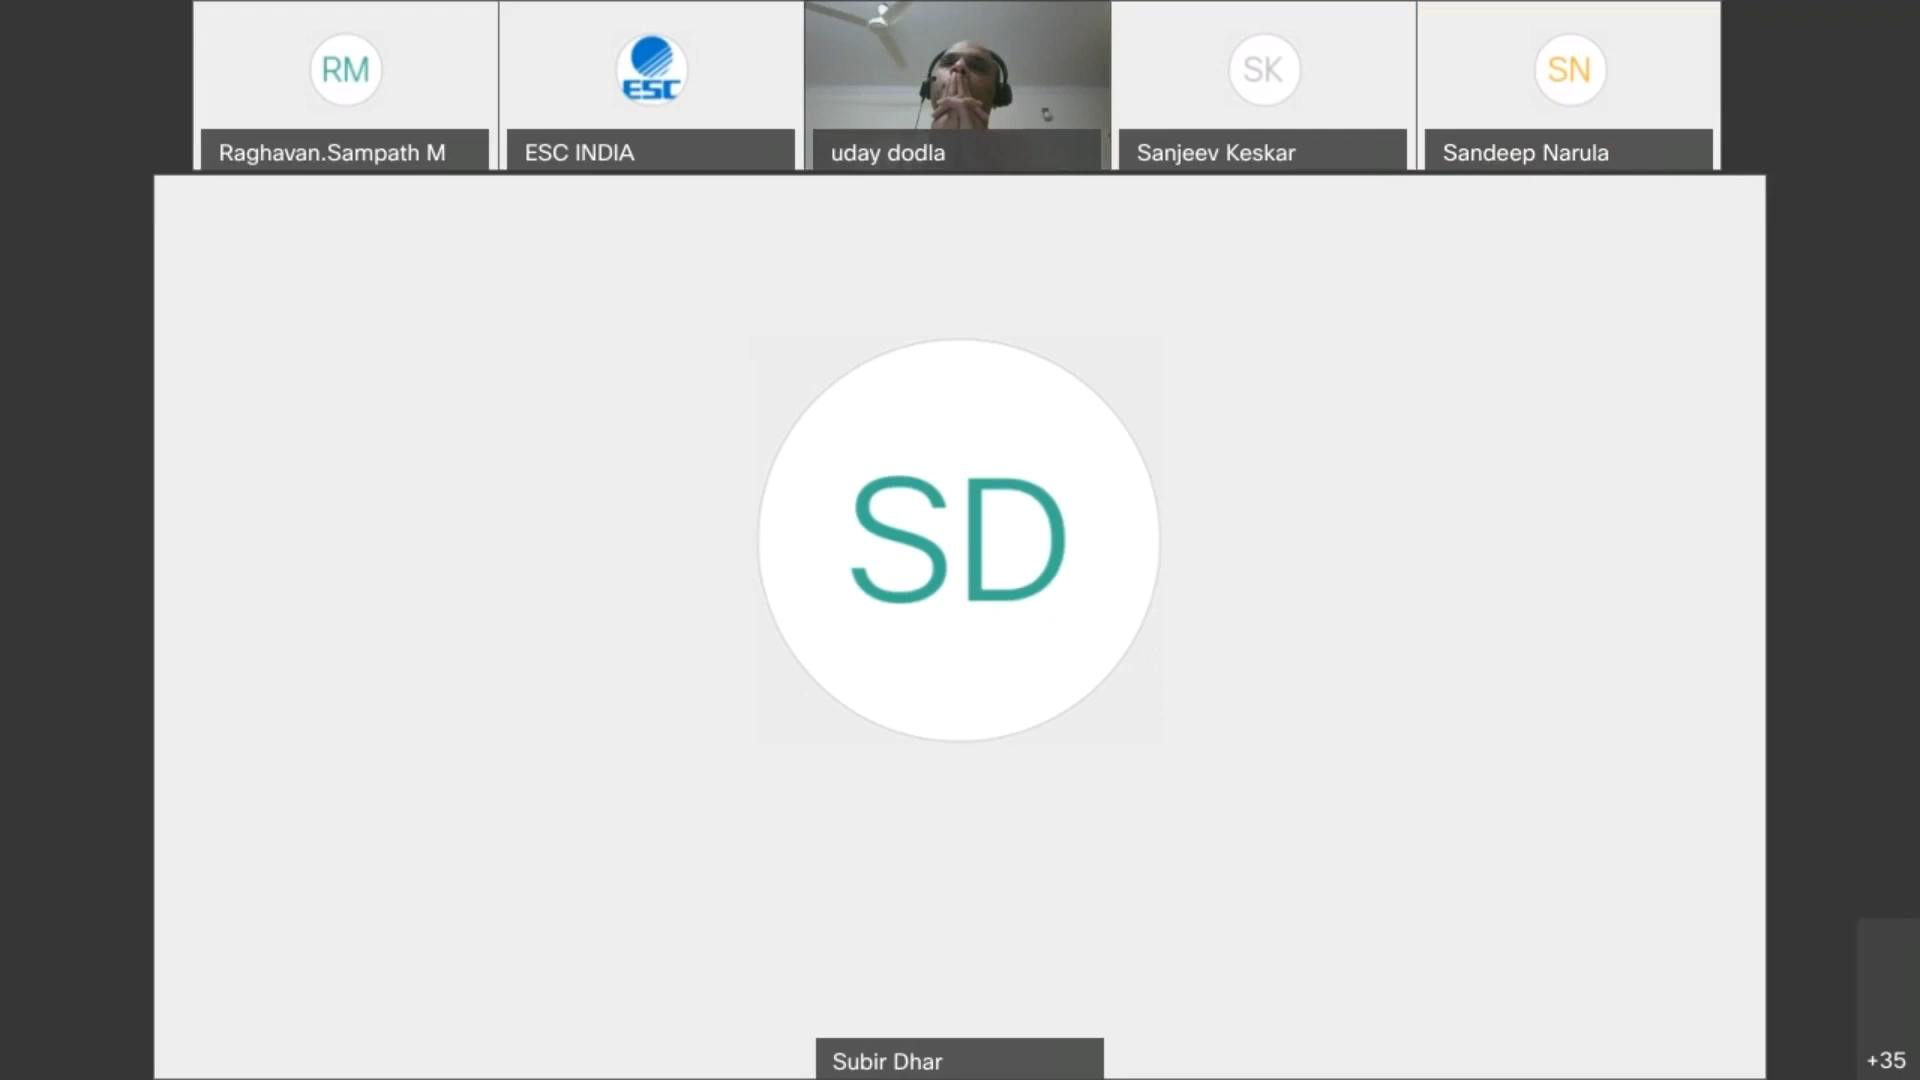 RM
ESC
SK
SN
Raghavan.Sampath M
ESC INDIA
uday dodla
Sanjeev Keskar
Sandeep Narula
SD
Subir Dhar
+35